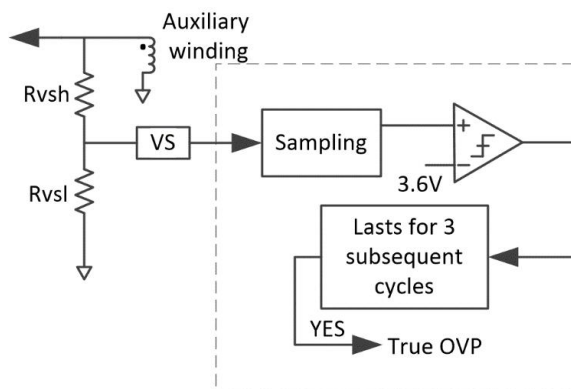 Auxiliary
winding
Rvsh
VS
Sampling
+
−
3.6V
Rvsl
Lasts for 3
subsequent
cycles
YES
True OVP